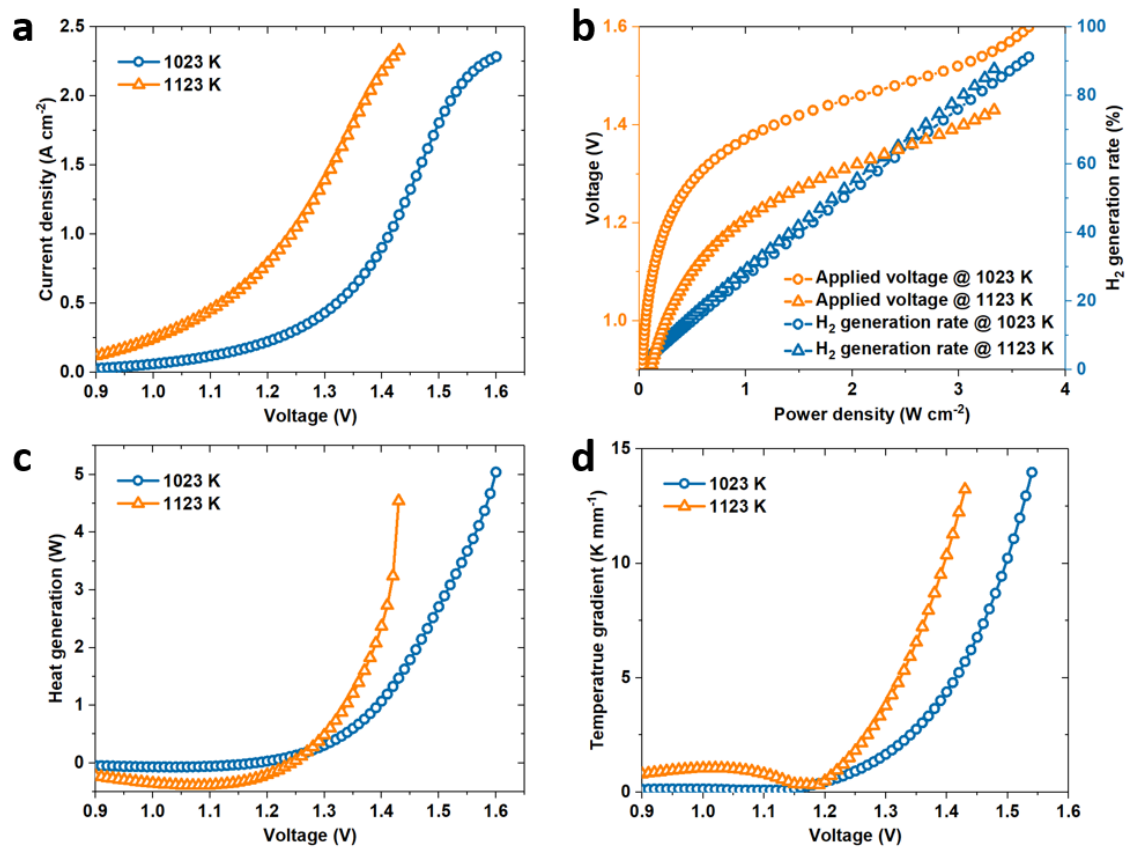 a
2.5
2.0
1.5
1.0
0.5
0.0
Current density (A cm⁻²)
1023 K
1123 K
0.9 1.0 1.1 1.2 1.3 1.4 1.5 1.6
Voltage (V)
b
1.6
1.4
1.2
1.0
Voltage (V)
Applied voltage @ 1023 K
Applied voltage @ 1123 K
H₂ generation rate @ 1023 K
H₂ generation rate @ 1123 K
100
80
60
40
20
0
H₂ generation rate (%)
0 1 2 3 4
Power density (W cm⁻²)
c
5
4
3
2
1
0
Heat generation (W)
1023 K
1123 K
0.9 1.0 1.1 1.2 1.3 1.4 1.5 1.6
Voltage (V)
d
15
10
5
0
Temperatrue gradient (K mm⁻¹)
1023 K
1123 K
0.9 1.0 1.1 1.2 1.3 1.4 1.5 1.6
Voltage (V)